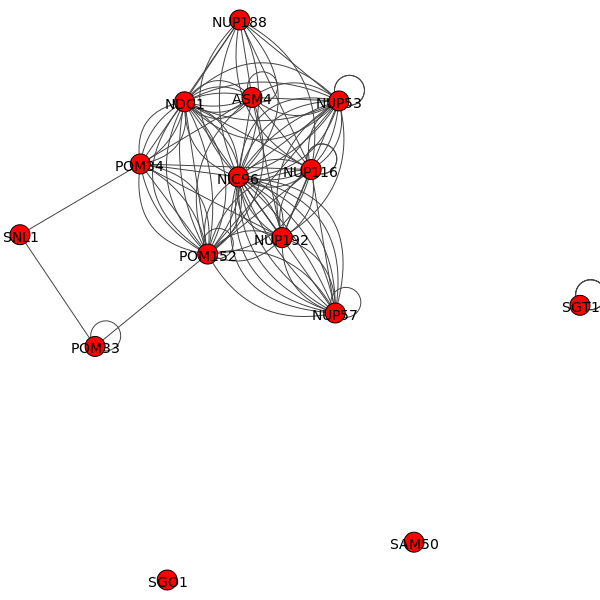 NUP188
NDC1
ASM4
NUP53
POM34
NIC96
NUP116
SNL1
POM152
NUP192
NUP57
SGT1
POM33
SAM50
SGO1